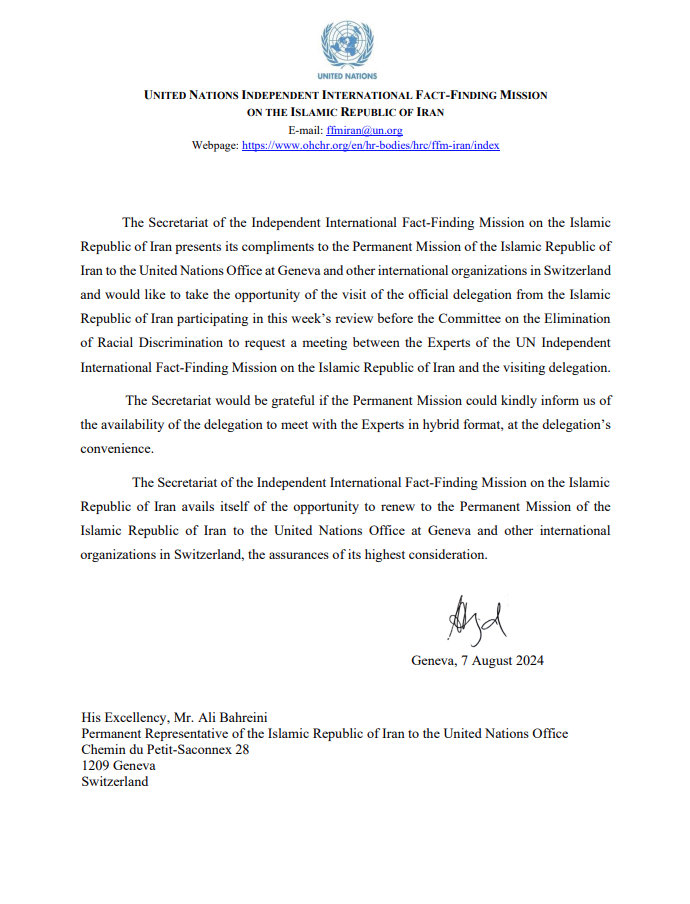 UNITED NATIONS
UNITED NATIONS INDEPENDENT INTERNATIONAL FACT-FINDING MISSION
ON THE ISLAMIC REPUBLIC OF IRAN
E-mail: ffmiran@un.org
Webpage: https://www.ohchr.org/en/hr-bodies/hrc/ffm-iran/index
The Secretariat of the Independent International Fact-Finding Mission on the Islamic
Republic of Iran presents its compliments to the Permanent Mission of the Islamic Republic of
Iran to the United Nations Office at Geneva and other international organizations in Switzerland
and would like to take the opportunity of the visit of the official delegation from the Islamic
Republic of Iran participating in this week’s review before the Committee on the Elimination
of Racial Discrimination to request a meeting between the Experts of the UN Independent
International Fact-Finding Mission on the Islamic Republic of Iran and the visiting delegation.
The Secretariat would be grateful if the Permanent Mission could kindly inform us of
the availability of the delegation to meet with the Experts in hybrid format, at the delegation’s
convenience.
The Secretariat of the Independent International Fact-Finding Mission on the Islamic
Republic of Iran avails itself of the opportunity to renew to the Permanent Mission of the
Islamic Republic of Iran to the United Nations Office at Geneva and other international
organizations in Switzerland, the assurances of its highest consideration.
Geneva, 7 August 2024
His Excellency, Mr. Ali Bahreini
Permanent Representative of the Islamic Republic of Iran to the United Nations Office
Chemin du Petit-Saconnex 28
1209 Geneva
Switzerland